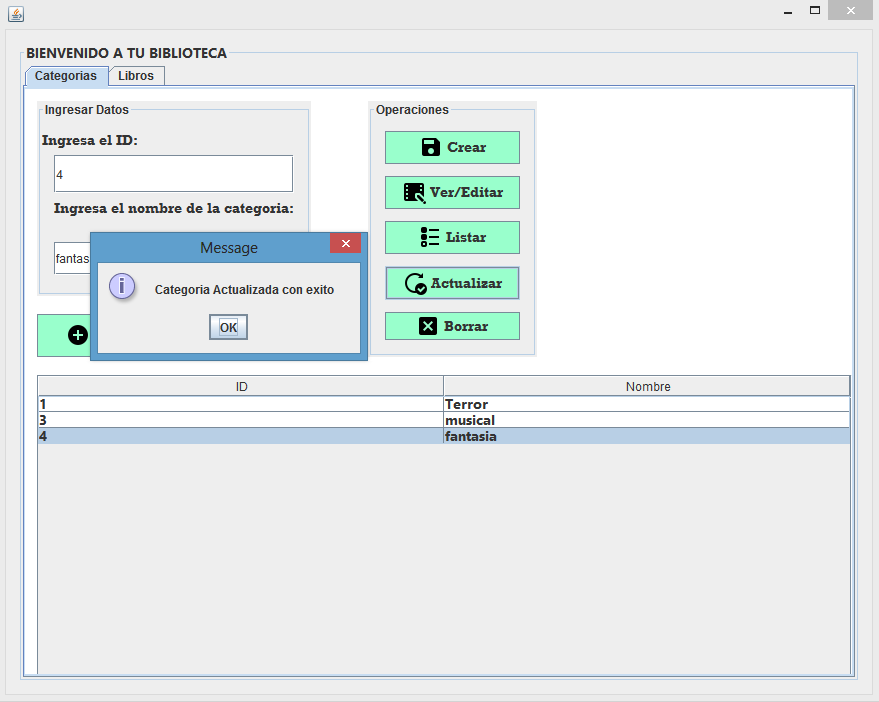 BIENVENIDO A TU BIBLIOTECA
Categorias
Libros
Ingresar Datos
Ingresa el ID:
4
Ingresa el nombre de la categoria:
fantas
Operaciones
Crear
Ver/Editar
Listar
Actualizar
Borrar
Message
Categoria Actualizada con exito
OK
ID Nombre
1 Terror
3 musical
4 fantasia